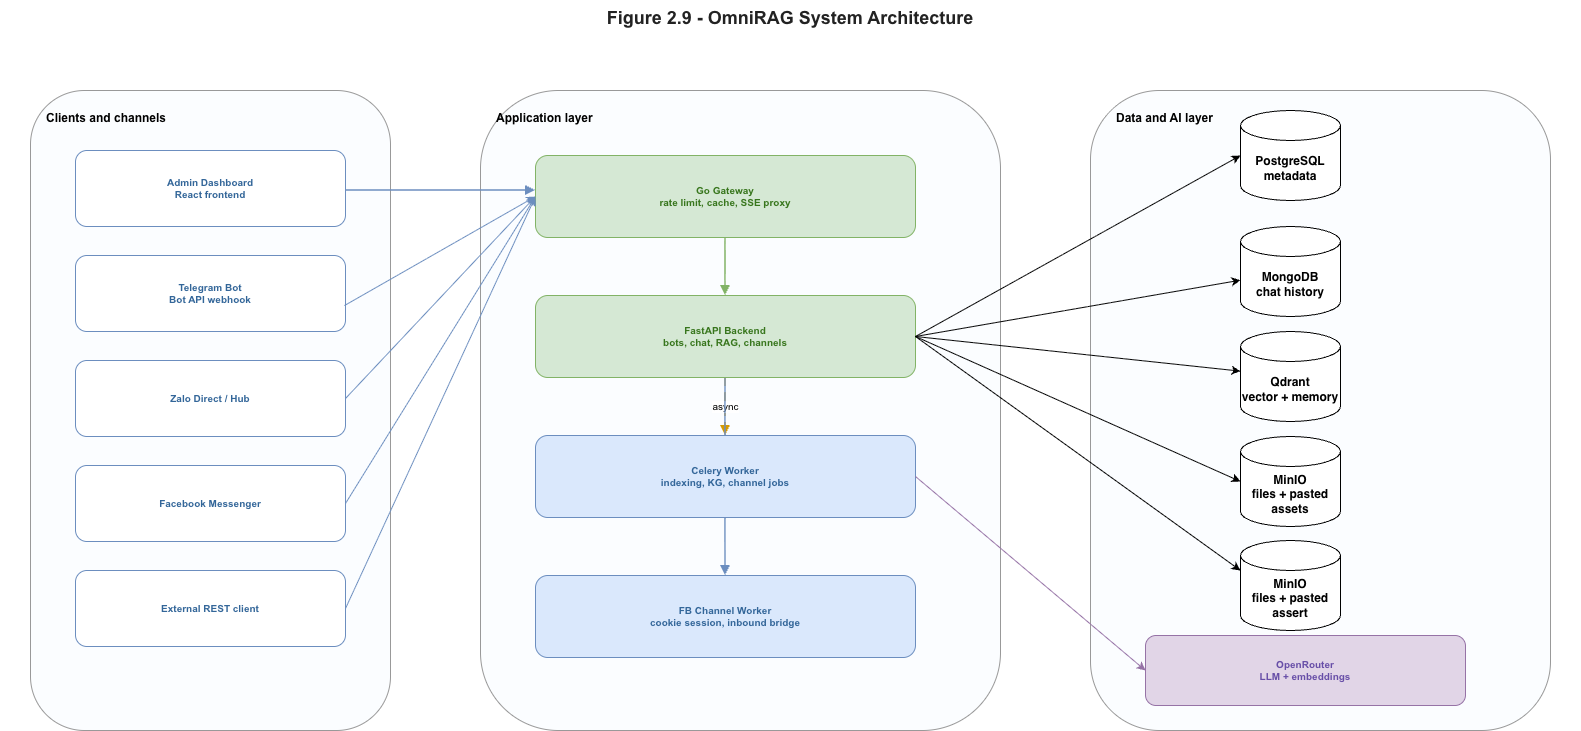 Figure 2.9 - OmniRAG System Architecture
Clients and channels
Admin Dashboard
React frontend
Telegram Bot
Bot API webhook
Zalo Direct / Hub
Facebook Messenger
External REST client
Application layer
Go Gateway
rate limit, cache, SSE proxy
FastAPI Backend
bots, chat, RAG, channels
async
Celery Worker
indexing, KG, channel jobs
FB Channel Worker
cookie session, inbound bridge
Data and AI layer
PostgreSQL
metadata
MongoDB
chat history
Qdrant
vector + memory
MinIO
files + pasted
assets
MinIO
files + pasted
assert
OpenRouter
LLM + embeddings